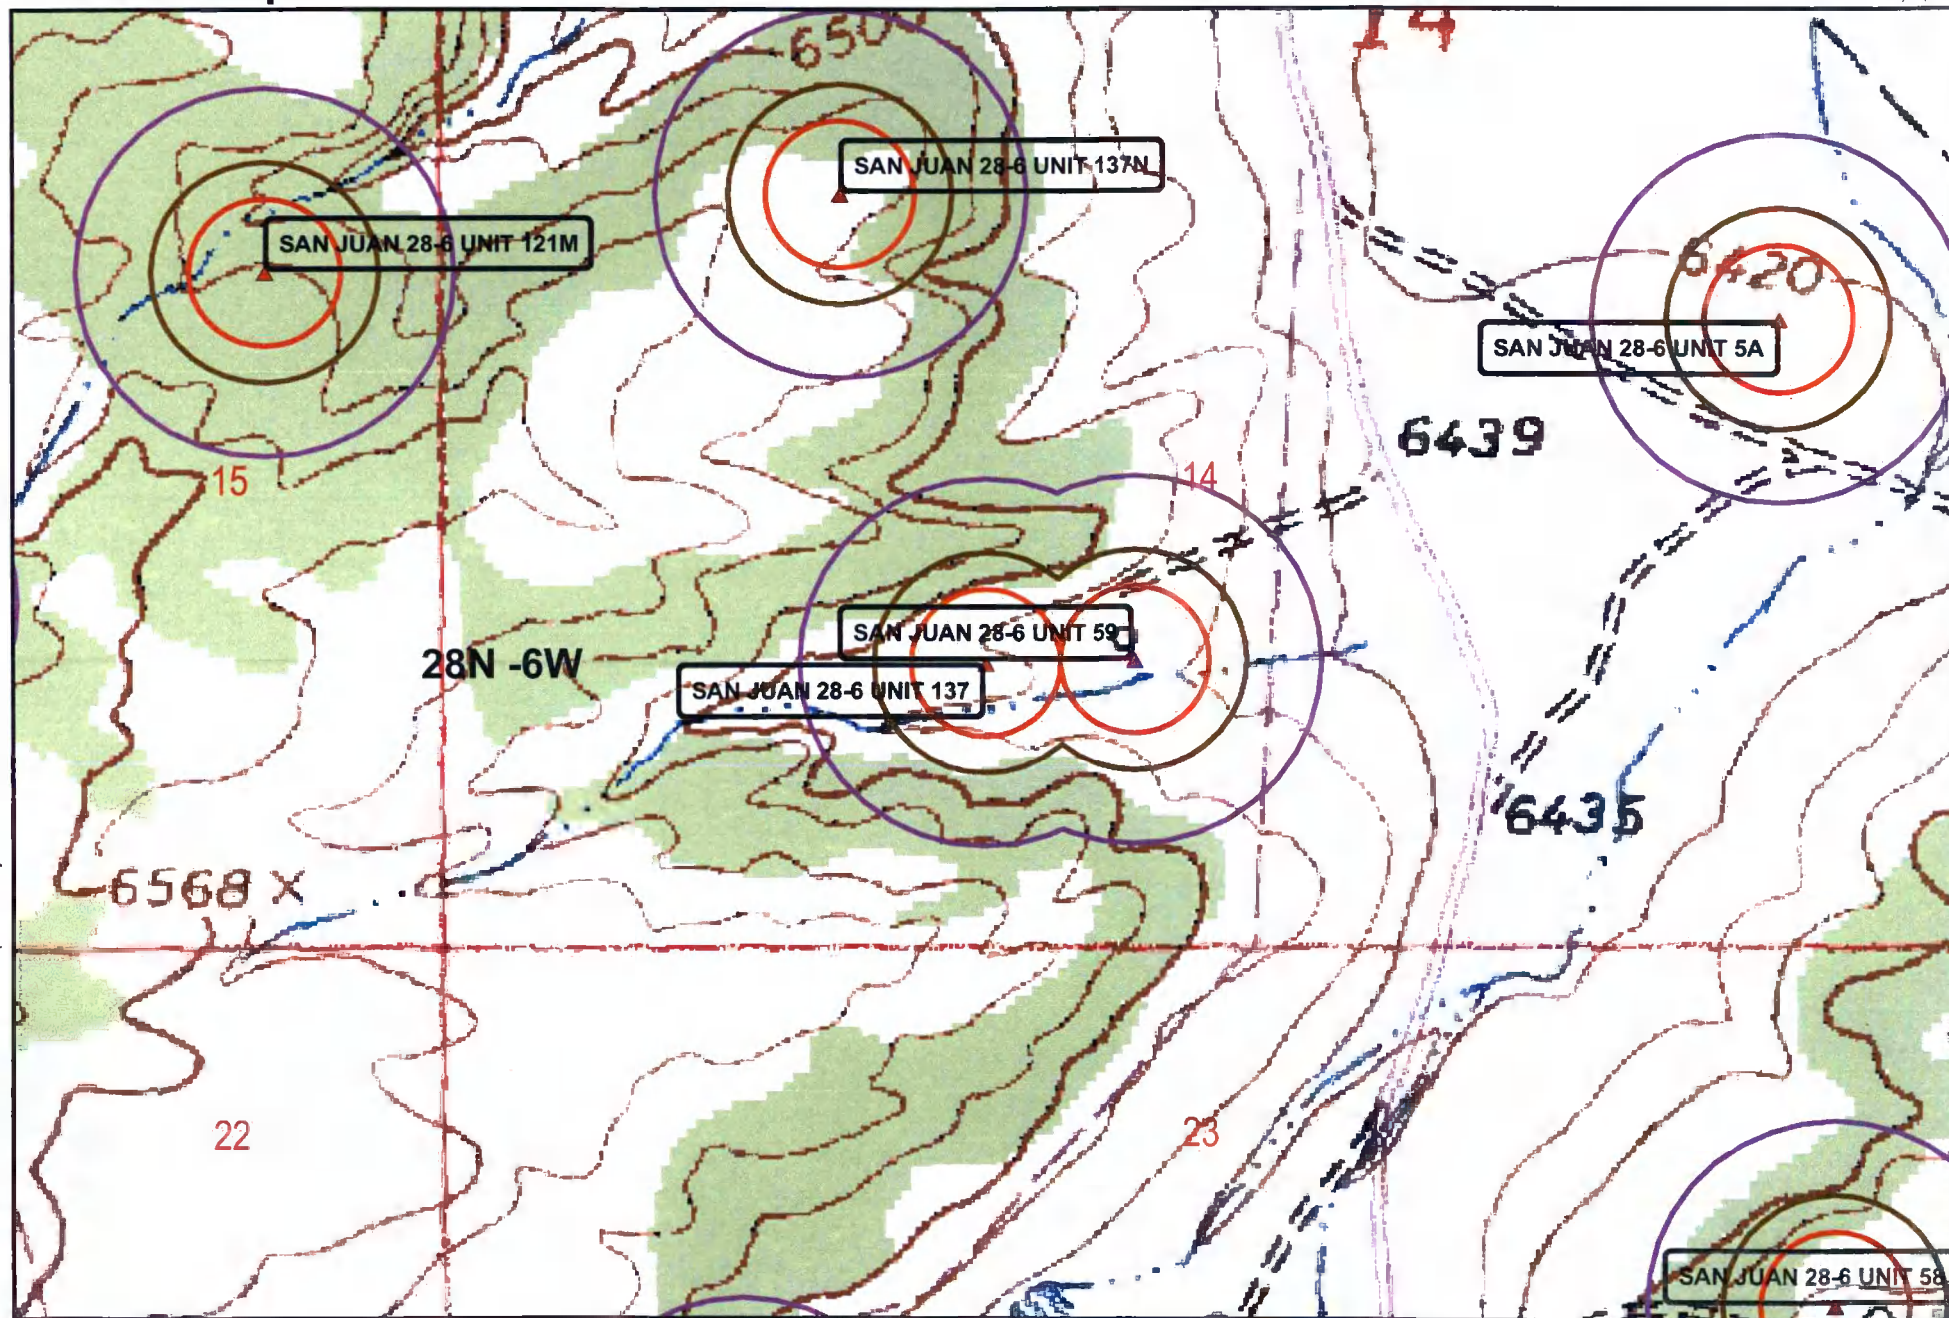 14
650
SAN JUAN 28-6 UNIT 137N
SAN JUAN 28-6 UNIT 121M
6420
SAN JUAN 28-6 UNIT 5A
6439
15
14
SAN JUAN 28-6 UNIT 59
28N -6W
SAN JUAN 28-6 UNIT 137
6435
6568 X
22
23
SAN JUAN 28-6 UNIT 58